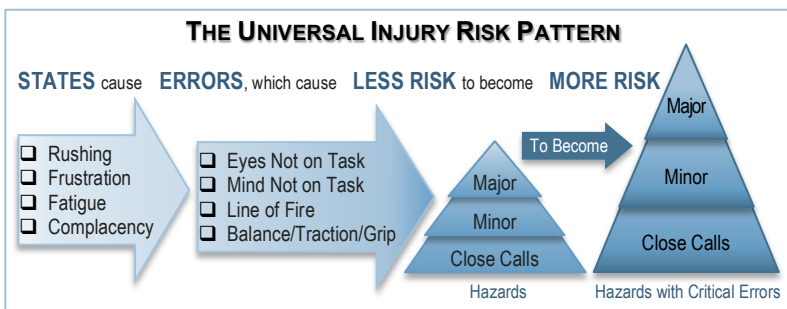 THE UNIVERSAL INJURY RISK PATTERN
STATES cause ERRORS, which cause LESS RISK to become MORE RISK
❑ Rushing
❑ Frustration
❑ Fatigue
❑ Complacency
❑ Eyes Not on Task
❑ Mind Not on Task
❑ Line of Fire
❑ Balance/Traction/Grip
Major
Minor
Close Calls
Hazards
To Become
Major
Minor
Close Calls
Hazards with Critical Errors